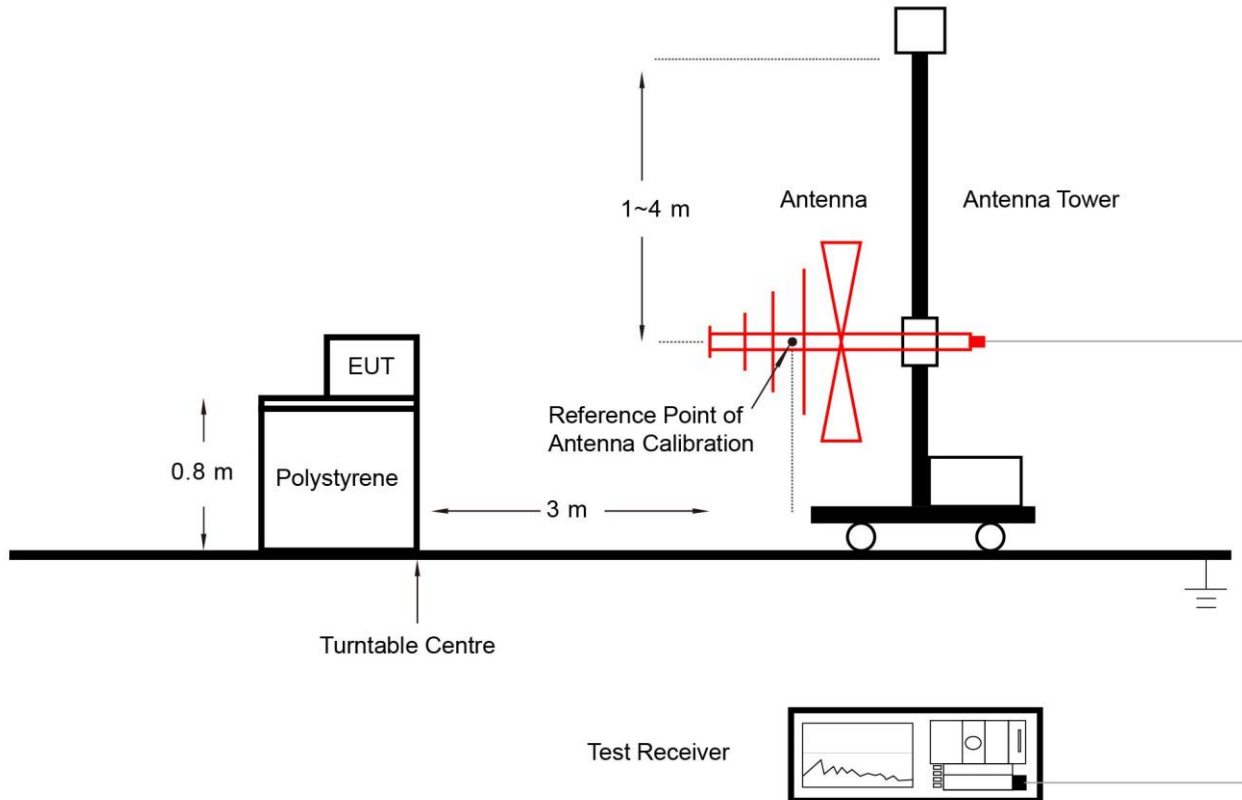 1~4 m
Antenna
Antenna Tower
EUT
Reference Point of
Antenna Calibration
0.8 m
Polystyrene
3 m
Turntable Centre
Test Receiver